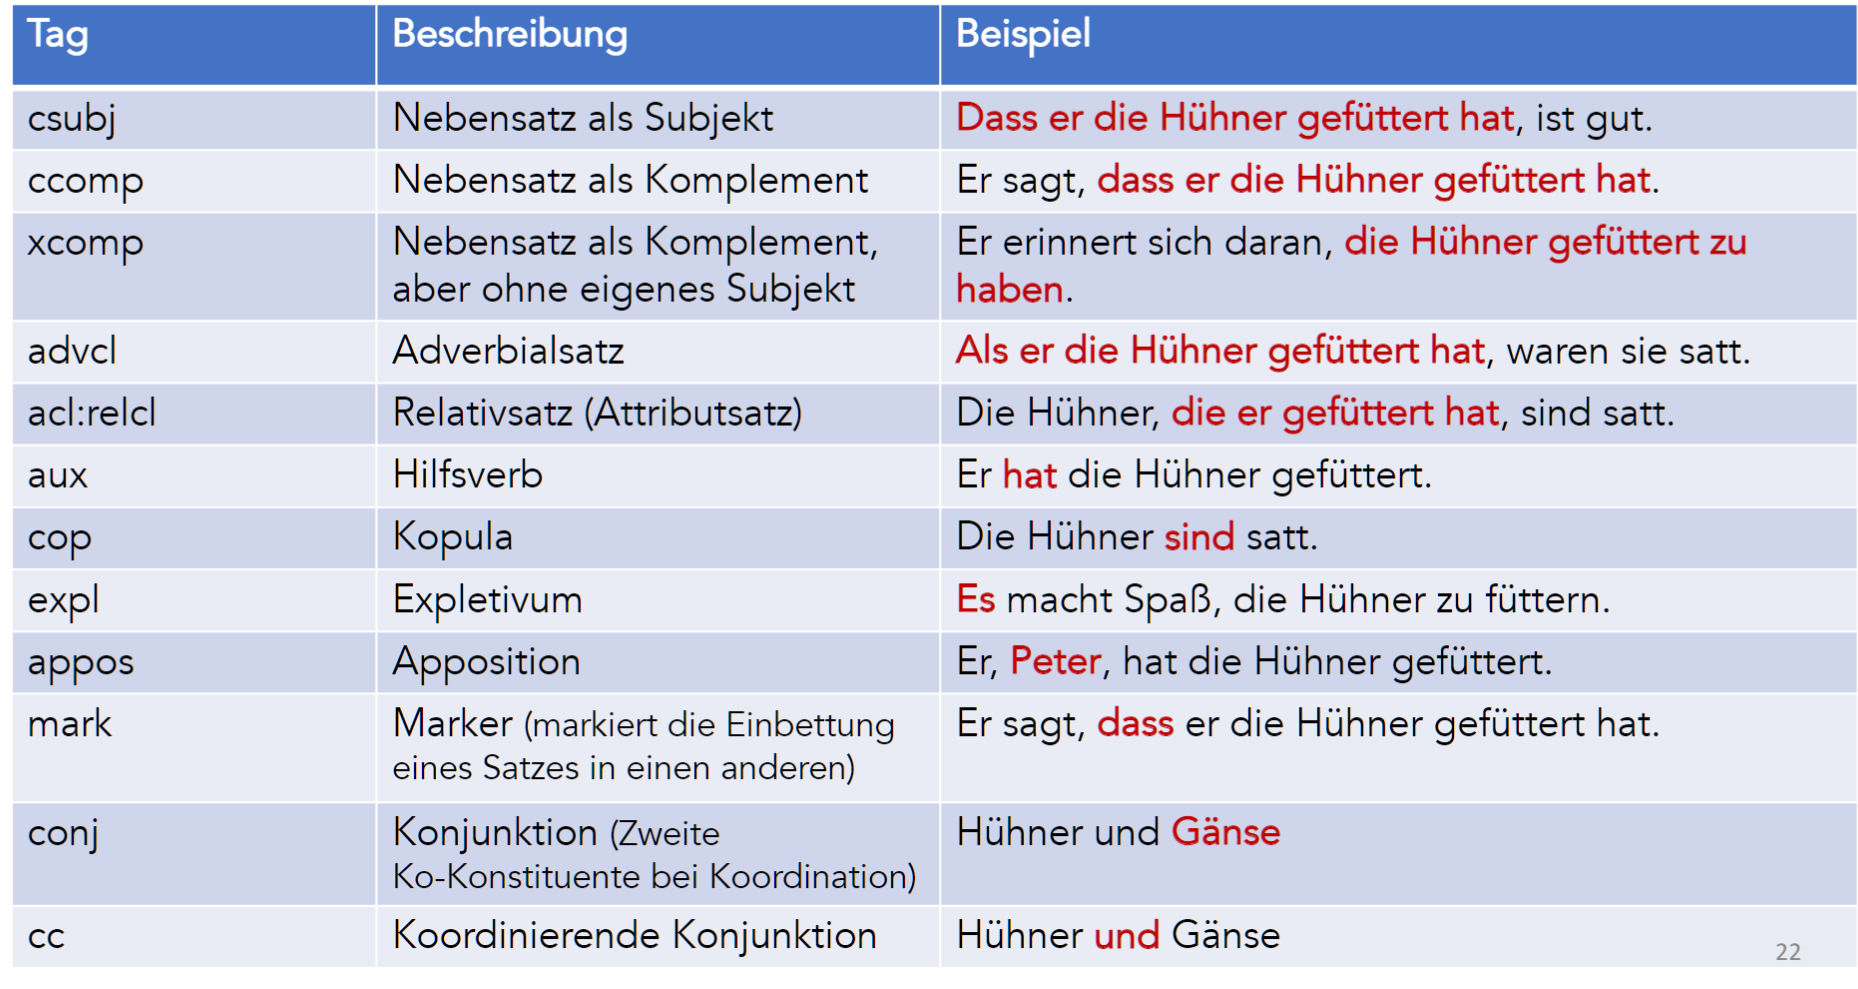 Tag Beschreibung Beispiel
csubj Nebensatz als Subjekt Dass er die Hühner gefüttert hat, ist gut.
ccomp Nebensatz als Komplement Er sagt, dass er die Hühner gefüttert hat.
xcomp Nebensatz als Komplement, Er erinnert sich daran, die Hühner gefüttert zu
aber ohne eigenes Subjekt haben.
advcl Adverbialsatz Als er die Hühner gefüttert hat, waren sie satt.
acl:relcl Relativsatz (Attributsatz) Die Hühner, die er gefüttert hat, sind satt.
aux Hilfsverb Er hat die Hühner gefüttert.
cop Kopula Die Hühner sind satt.
expl Expletivum Es macht Spaß, die Hühner zu füttern.
appos Apposition Er, Peter, hat die Hühner gefüttert.
mark Marker (markiert die Einbettung Er sagt, dass er die Hühner gefüttert hat.
eines Satzes in einen anderen)
conj Konjunktion (Zweite Hühner und Gänse
Ko-Konstituente bei Koordination)
cc Koordinierende Konjunktion Hühner und Gänse
22